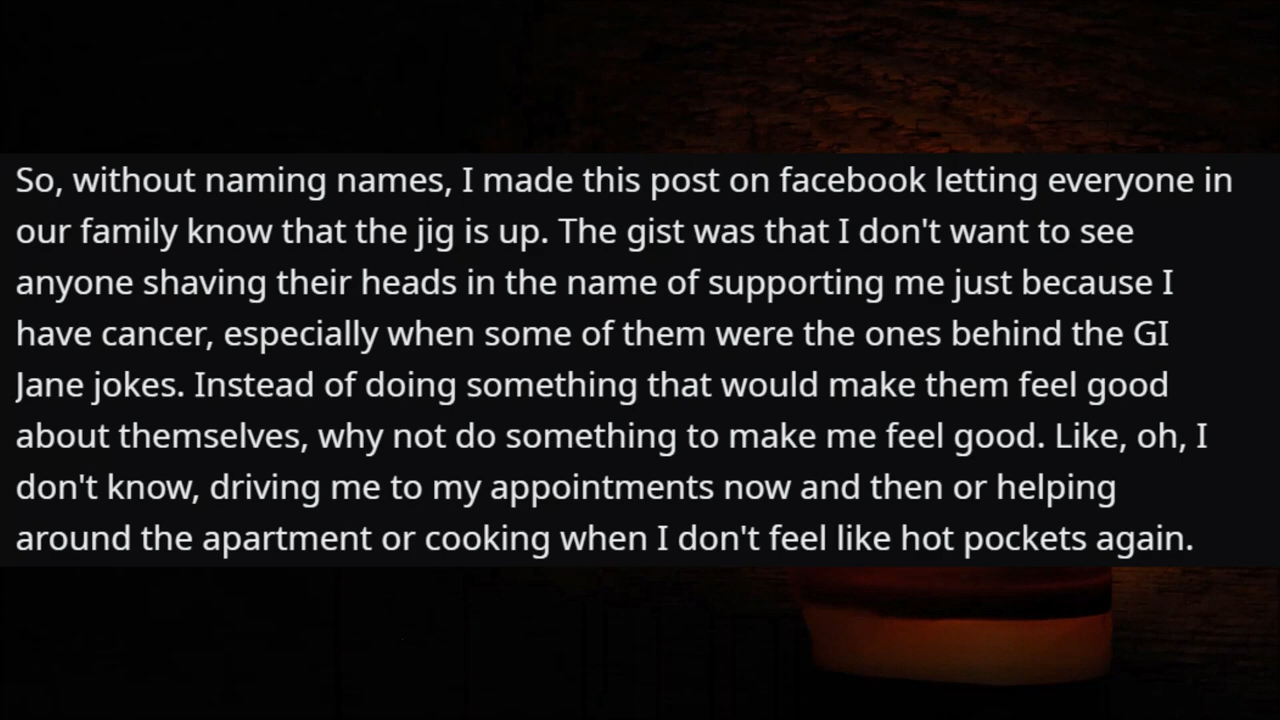 So, without naming names, I made this post on facebook letting everyone in
our family know that the jig is up. The gist was that I don't want to see
anyone shaving their heads in the name of supporting me just because I
have cancer, especially when some of them were the ones behind the GI
Jane jokes. Instead of doing something that would make them feel good
about themselves, why not do something to make me feel good. Like, oh, I
don't know, driving me to my appointments now and then or helping
around the apartment or cooking when I don't feel like hot pockets again.